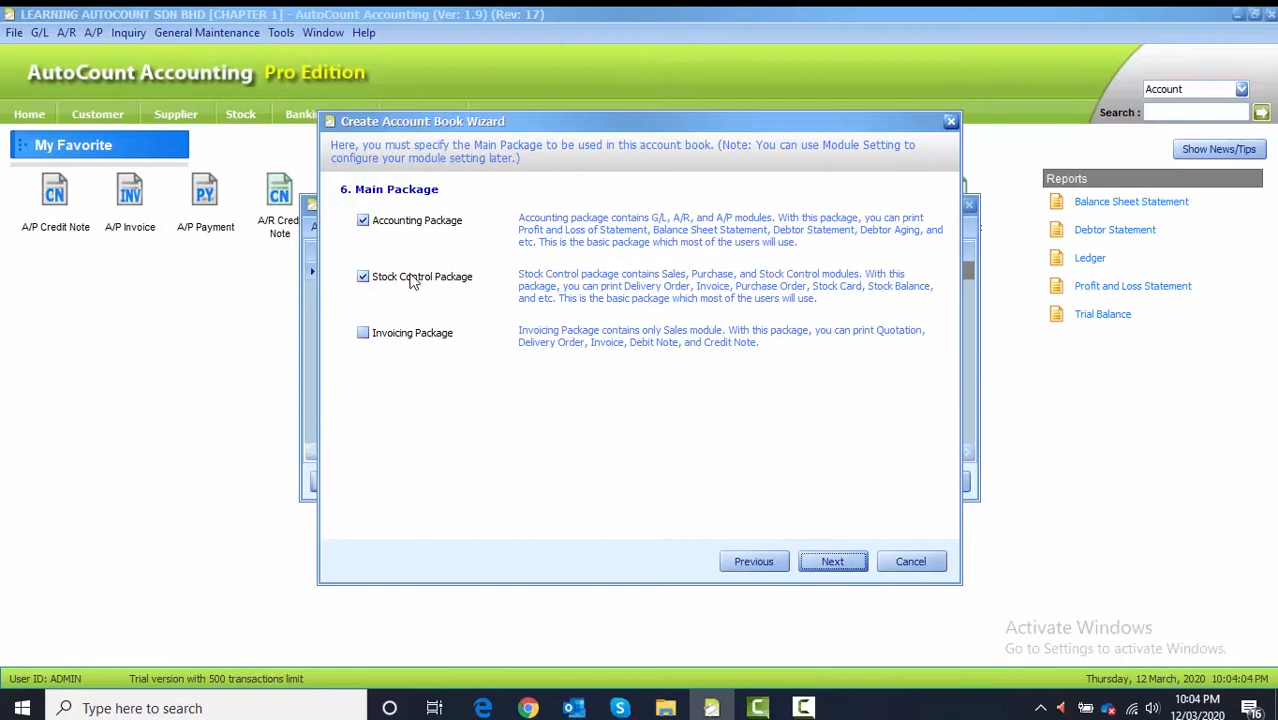 LEARNING AUTOCOUNT SDN BHD [CHAPTER 1] - AutoCount Accounting (Ver: 1.9) (Rev: 17)
File G/L A/R A/P Inquiry General Maintenance Tools Window Help
AutoCount Accounting Pro Edition
Account
Search :
Home Customer Supplier Stock
Create Account Book Wizard
My Favorite
Here, you must specify the Main Package to be used in this account book. (Note: You can use Module Setting to
configure your module setting later.)
Show News/Tips
Reports
6. Main Package
CN INV PY CN
A/P Credit Note A/P Invoice A/P Payment A/R Cred
Note
Accounting Package
Accounting package contains G/L, A/R, and A/P modules. With this package, you can print
Profit and Loss of Statement, Balance Sheet Statement, Debtor Statement, Debtor Aging, and
etc. This is the basic package which most of the users will use.
Stock Control Package
Stock Control package contains Sales, Purchase, and Stock Control modules. With this
package, you can print Delivery Order, Invoice, Purchase Order, Stock Card, Stock Balance,
and etc. This is the basic package which most of the users will use.
Invoicing Package
Invoicing Package contains only Sales module. With this package, you can print Quotation,
Delivery Order, Invoice, Debit Note, and Credit Note.
Balance Sheet Statement
Debtor Statement
Ledger
Profit and Loss Statement
Trial Balance
Previous Next Cancel
Activate Windows
Go to Settings to activate Windows.
User ID: ADMIN Trial version with 500 transactions limit Thursday, 12 March, 2020 10:04:04 PM
Type here to search
10:04 PM
12/03/2020
16